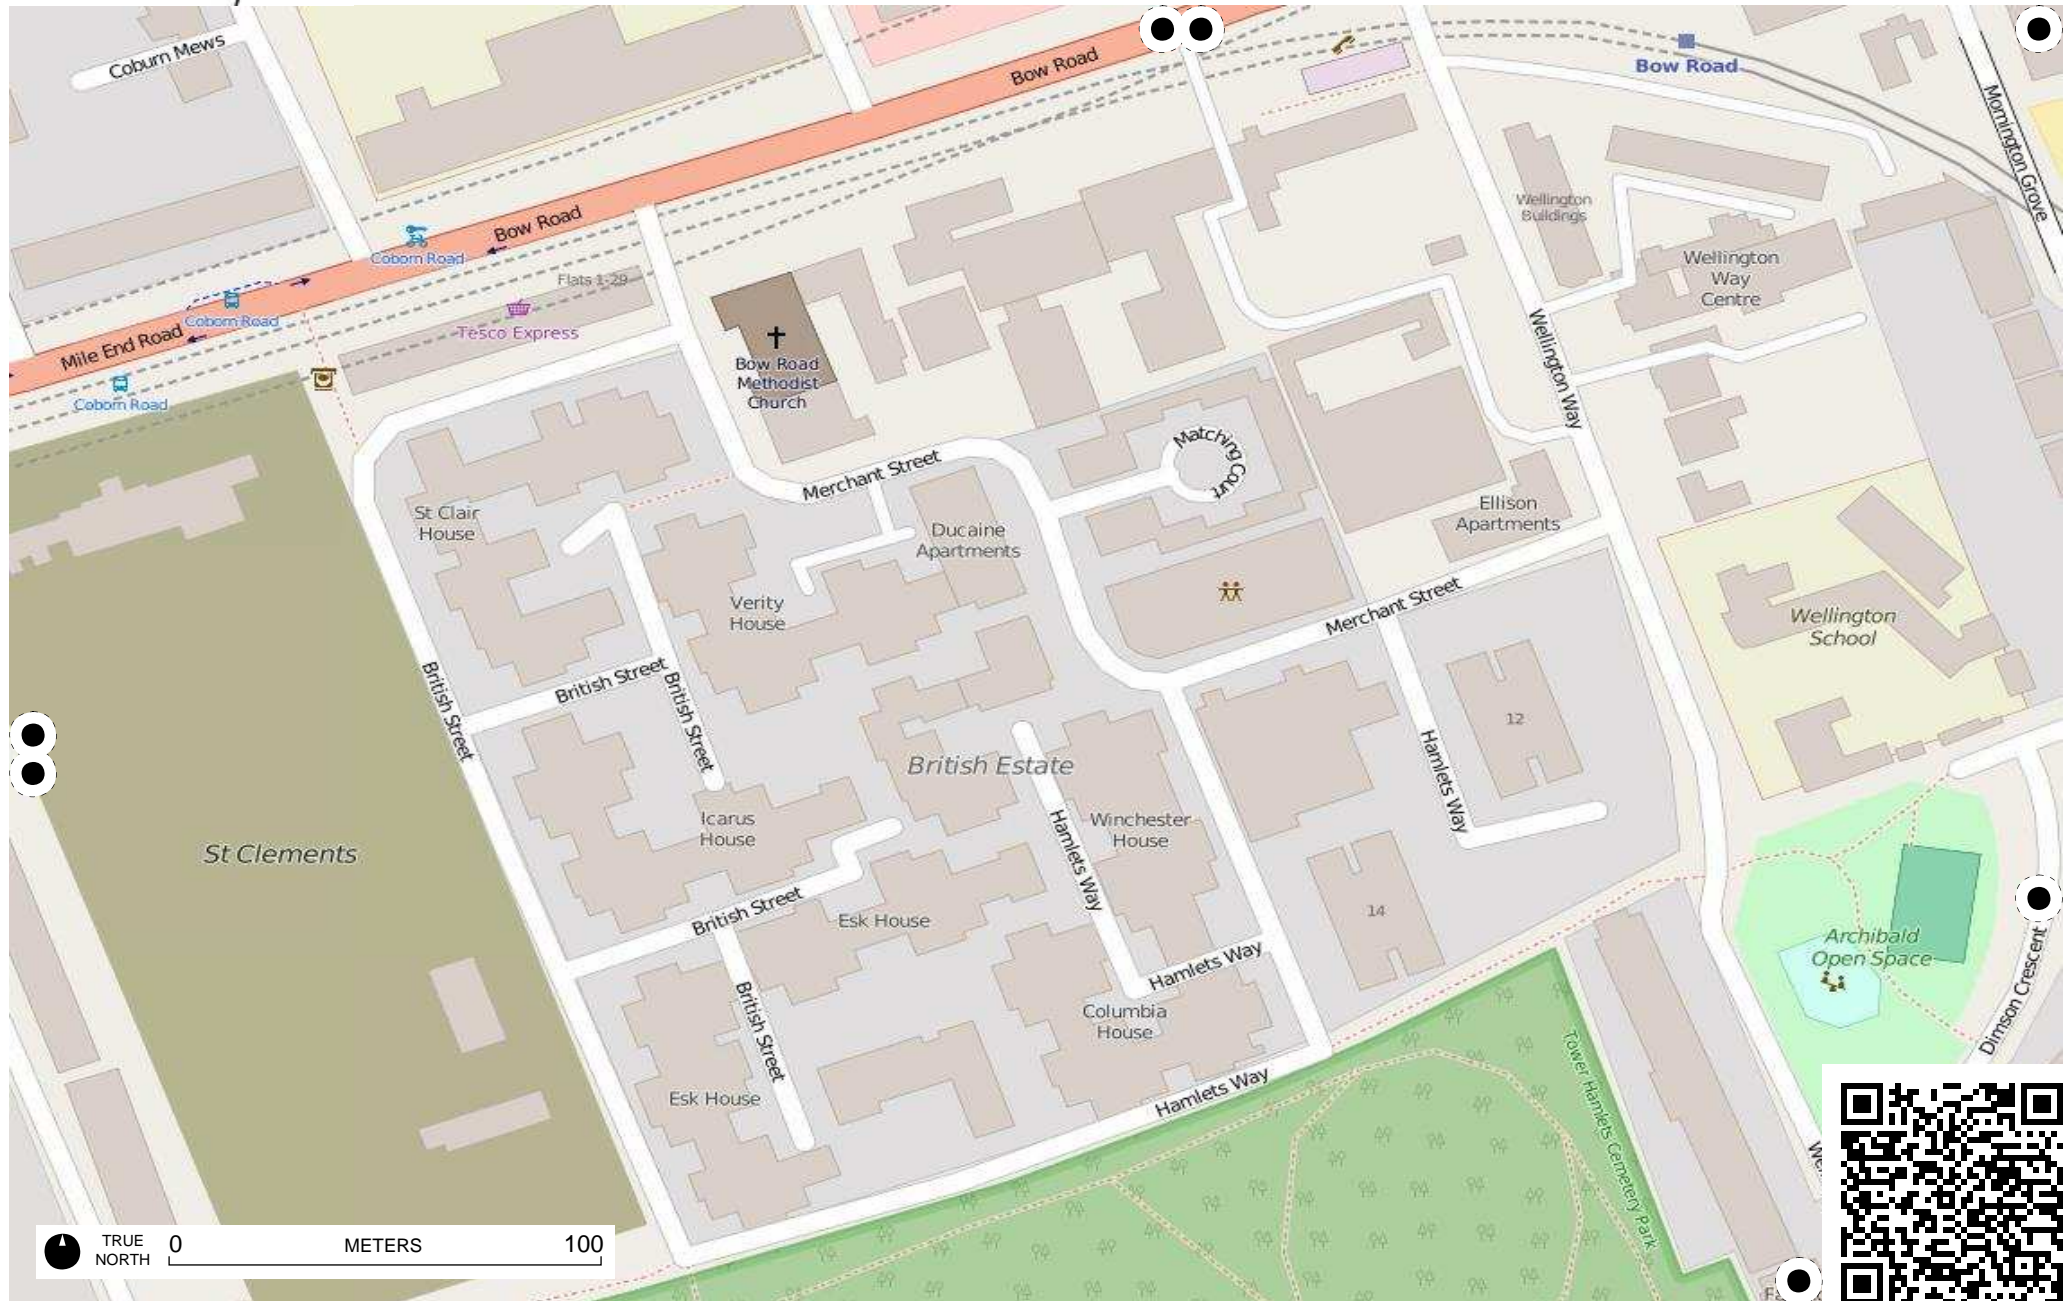 Coburn Mews
Bow Road
Bow Road
Mornington Grove
Bow Road
Coborn Road
Flats 1-29
Coborn Road
Tesco Express
Mile End Road
Coborn Road
Bow Road
Methodist
Church
Wellington
Buildings
Wellington
Way
Centre
Wellington Way
Matching Court
Merchant Street
St Clair
House
Ducaine
Apartments
Ellison
Apartments
Verity
House
Merchant Street
Wellington
School
British Street
British Street
British Street
12
British Estate
Hamlets Way
Icarus
House
Winchester
House
Hamlets Way
St Clements
British Street
Esk House
14
Archibald
Open Space
Dimson Crescent
Hamlets Way
British Street
Columbia
House
Esk House
Hamlets Way
Tower Hamlets Cemetery Park
TRUE
NORTH
0 METERS 100